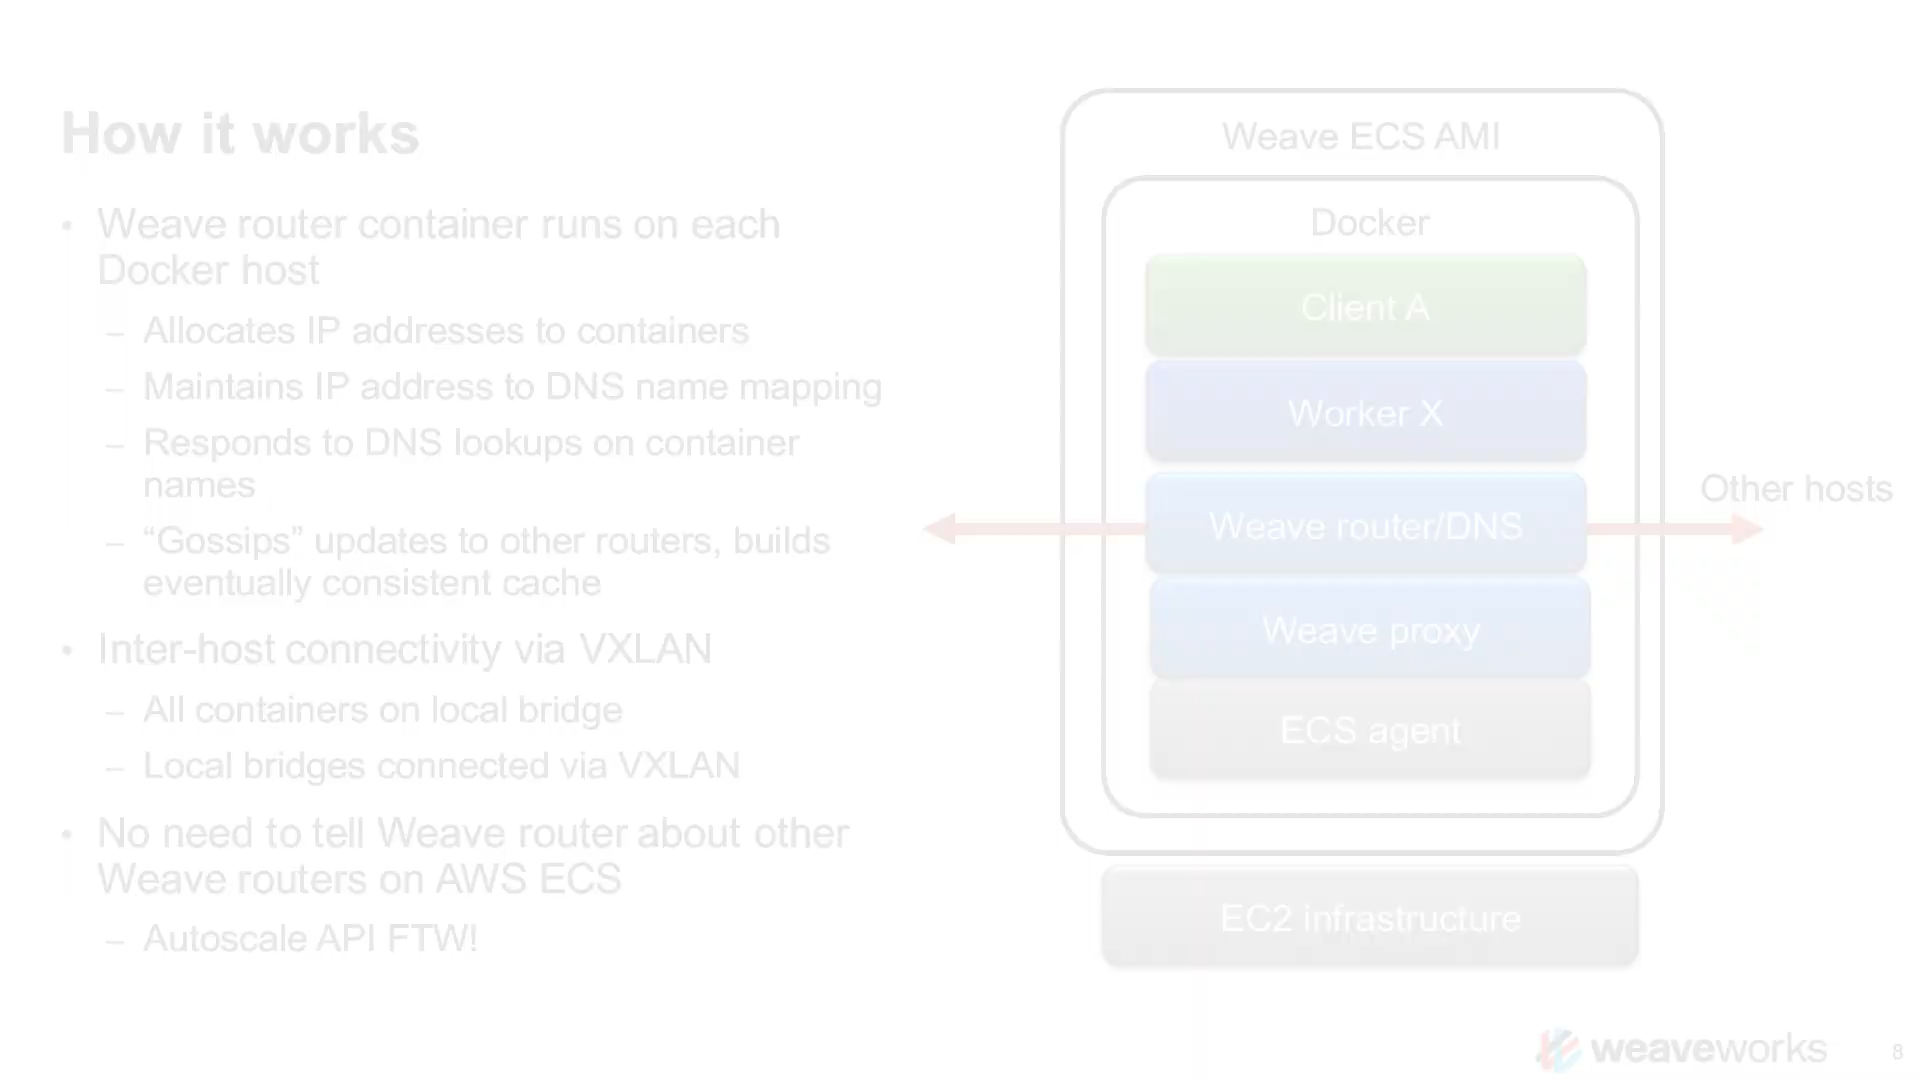 How it works
• Weave router container runs on each
Docker host
– Allocates IP addresses to containers
– Maintains IP address to DNS name mapping
– Responds to DNS lookups on container
names
– “Gossips” updates to other routers, builds
eventually consistent cache
• Inter-host connectivity via VXLAN
– All containers on local bridge
– Local bridges connected via VXLAN
• No need to tell Weave router about other
Weave routers on AWS ECS
– Autoscale API FTW!
Weave ECS AMI
Docker
Client A
Worker X
Weave router/DNS
Weave proxy
ECS agent
EC2 infrastructure
Other hosts
weaveworks
8